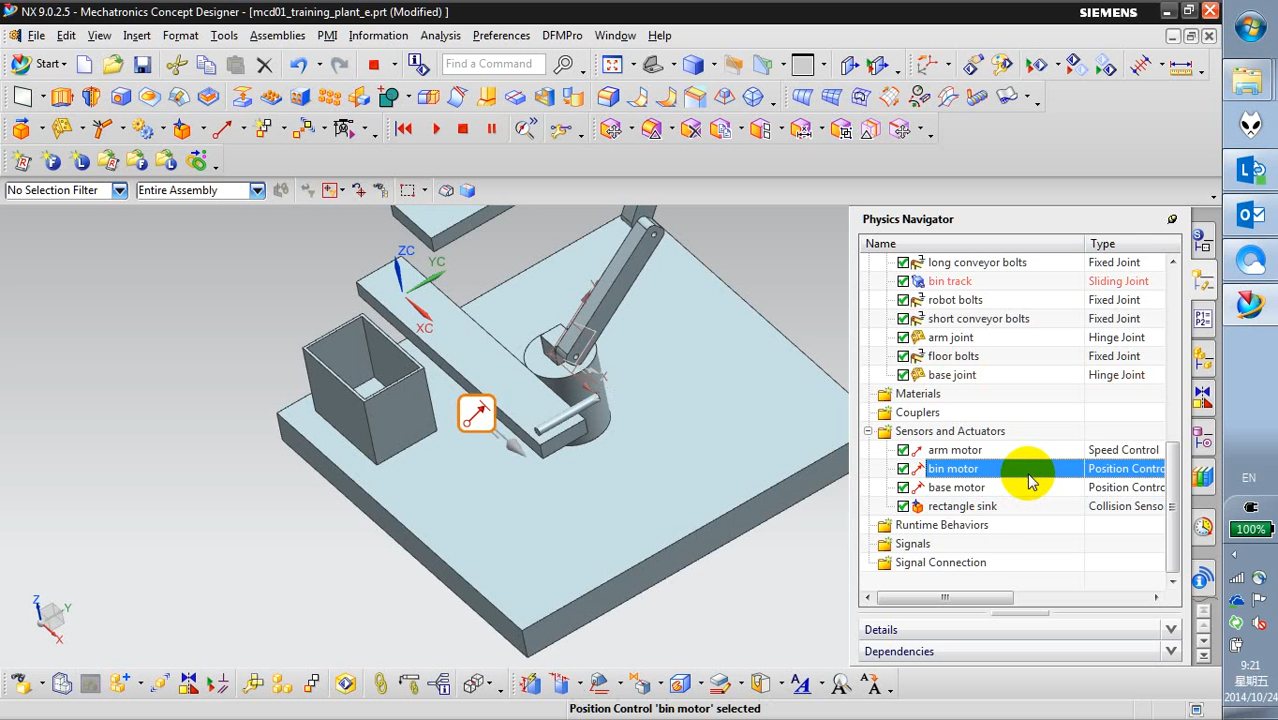 NX 9.0.2.5 - Mechatronics Concept Designer - [mcd01_training_plant_e.prt (Modified) ]
SIEMENS
File Edit View Insert Format Tools Assemblies PMI Information Analysis Preferences DFMPro Window Help
Start
Find a Command
No Selection Filter
Entire Assembly
Physics Navigator
Name Type
long conveyor bolts Fixed Joint
bin track Sliding Joint
robot bolts Fixed Joint
short conveyor bolts Fixed Joint
arm joint Hinge Joint
floor bolts Fixed Joint
base joint Hinge Joint
Materials
Couplers
Sensors and Actuators
arm motor Speed Control
bin motor Position Contro
base motor Position Contro
rectangle sink Collision Senso
Runtime Behaviors
Signals
Signal Connection
Details
Dependencies
ZC
YC
XC
Z
Y
X
P1=
P2=
EN
100%
9:21
星期五
2014/10/24
Position Control 'bin motor' selected